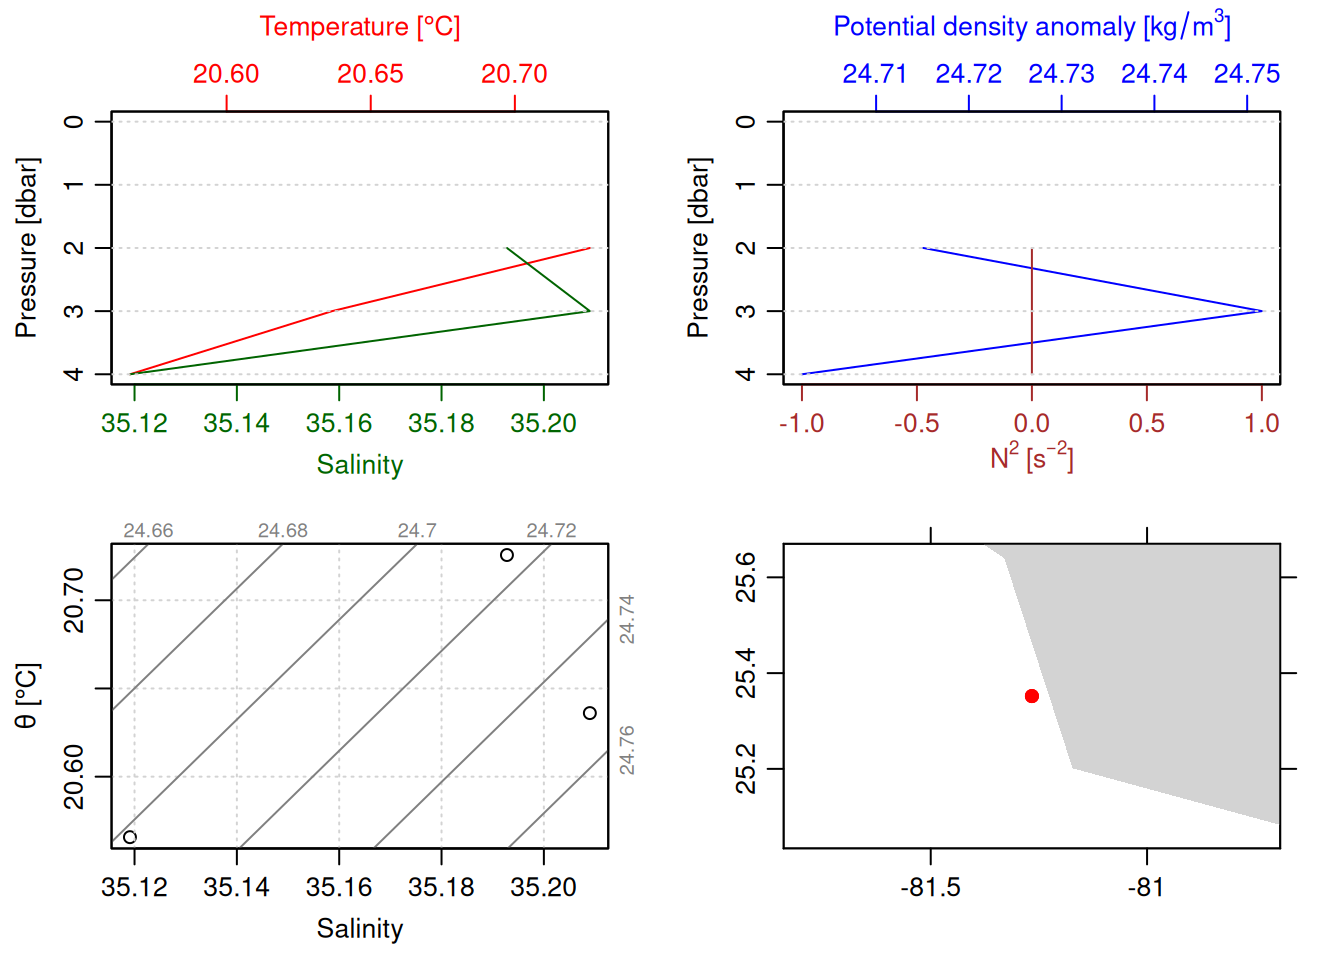 Temperature [°C]
20.60 20.65 20.70
Pressure [dbar]
0
1
2
3
4
35.12 35.14 35.16 35.18 35.20
Salinity
Potential density anomaly [kg/m³]
24.71 24.72 24.73 24.74 24.75
Pressure [dbar]
0
1
2
3
4
-1.0 -0.5 0.0 0.5 1.0
N² [s⁻²]
24.66 24.68 24.7 24.72
24.74
24.76
θ [°C]
20.70
20.60
35.12 35.14 35.16 35.18 35.20
Salinity
25.6
25.4
25.2
-81.5 -81